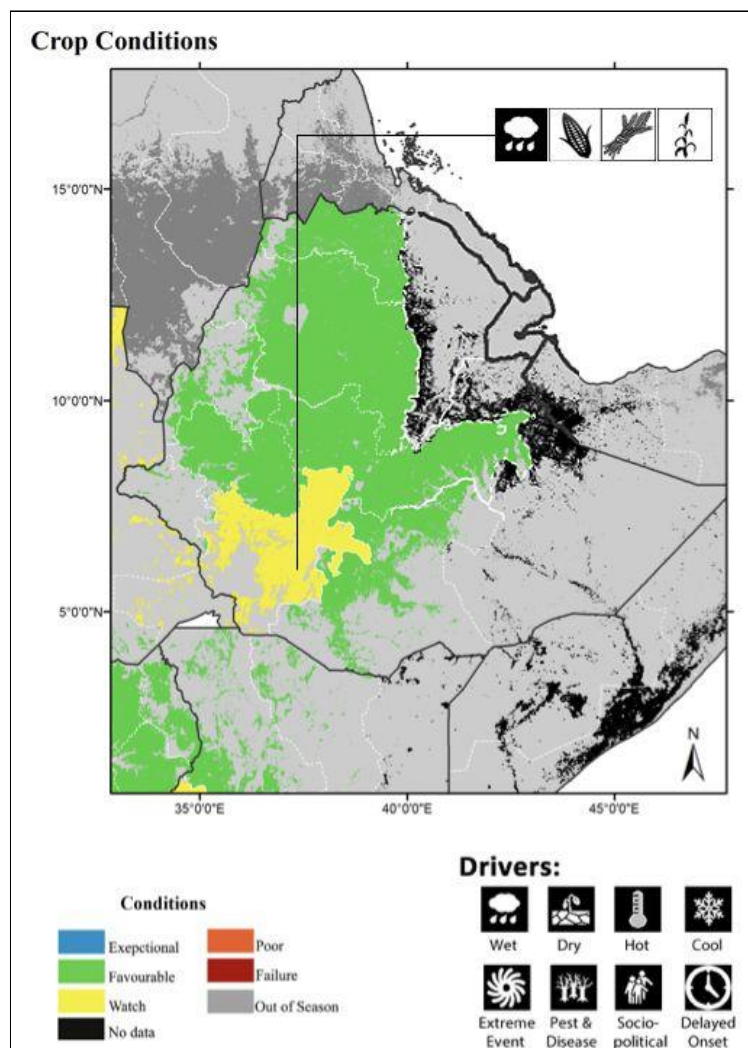 Crop Conditions
15°0'0"N
10°0'0"N
5°0'0"N
N
35°0'0"E
40°0'0"E
45°0'0"E
Drivers:
Conditions
Exepctional
Poor
Favourable
Failure
Watch
Out of Season
No data
Wet
Dry
Hot
Cool
Extreme
Event
Pest &
Disease
Socio-
political
Delayed
Onset